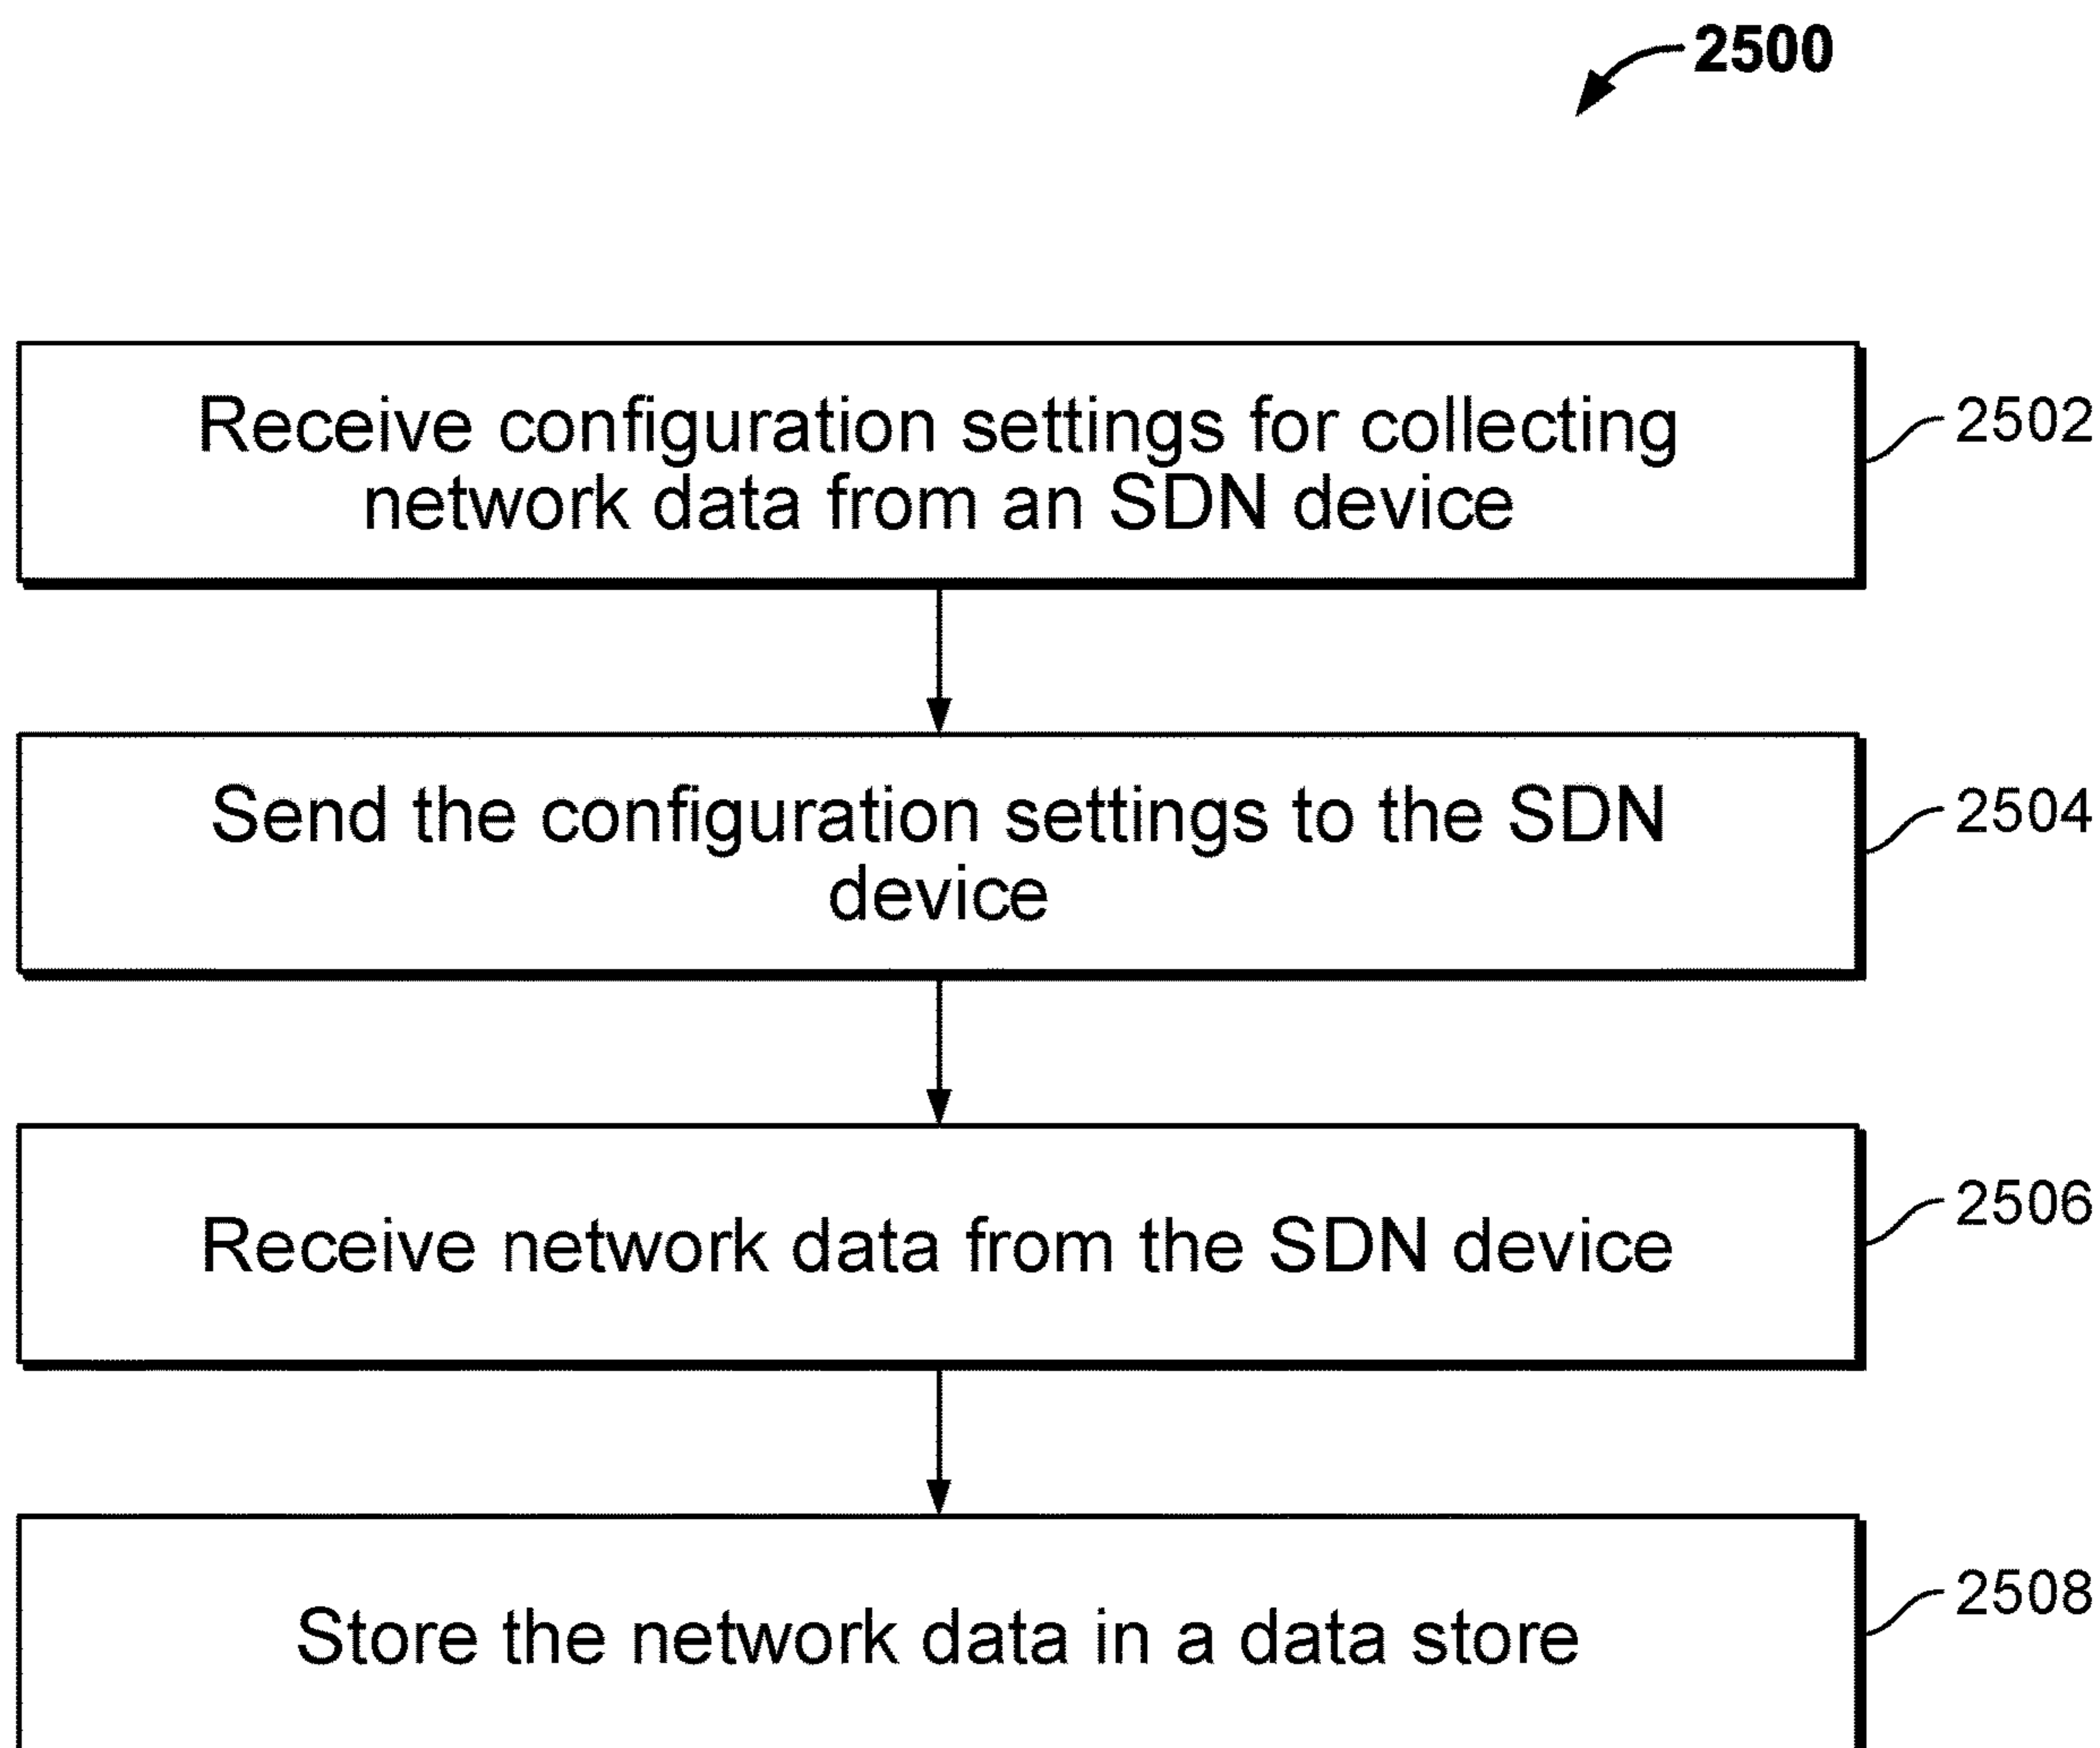 2500
Receive configuration settings for collecting
network data from an SDN device
2502
Send the configuration settings to the SDN
device
2504
Receive network data from the SDN device
2506
Store the network data in a data store
2508